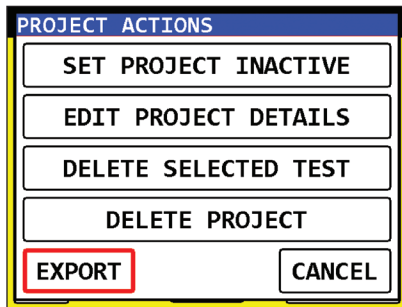 PROJECT ACTIONS
SET PROJECT INACTIVE
EDIT PROJECT DETAILS
DELETE SELECTED TEST
DELETE PROJECT
EXPORT CANCEL